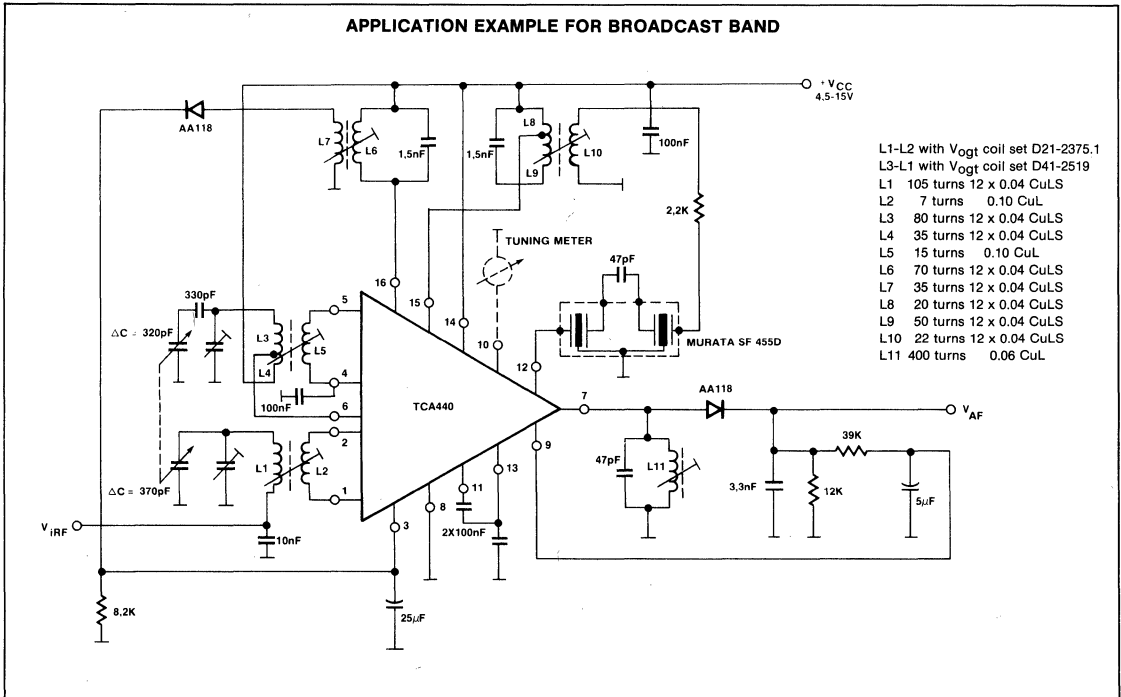 APPLICATION EXAMPLE FOR BROADCAST BAND
+VCC
4.5-15V
AA118
L7
L6
1,5nF
1,5nF
L8
L9
L10
100nF
2,2K
L1-L2 with Vogt coil set D21-2375.1
L3-L1 with Vogt coil set D41-2519
L1 105 turns 12 x 0.04 CuLS
L2 7 turns 0.10 CuL
L3 80 turns 12 x 0.04 CuLS
L4 35 turns 12 x 0.04 CuLS
L5 15 turns 0.10 CuL
L6 70 turns 12 x 0.04 CuLS
L7 35 turns 12 x 0.04 CuLS
L8 20 turns 12 x 0.04 CuLS
L9 50 turns 12 x 0.04 CuLS
L10 22 turns 12 x 0.04 CuLS
L11 400 turns 0.06 CuL
TUNING METER
47pF
MURATA SF 455D
16
15
14
10
12
330pF
△C = 320pF
L3
L4
L5
5
4
100nF
6
2
TCA440
7
AA118
VAF
9
△C = 370pF
L1
L2
1
47pF
L11
39K
3,3nF
12K
5μF
ViRF
10nF
3
8
11
13
2X100nF
8,2K
25μF